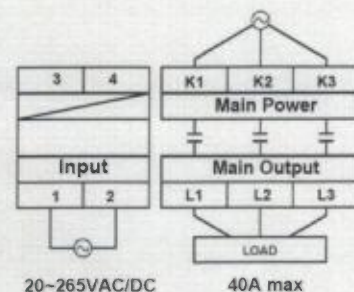 3 4
K1 K2 K3
Main Power
Input
Main Output
1 2
L1 L2 L3
LOAD
20~265VAC/DC
40A max